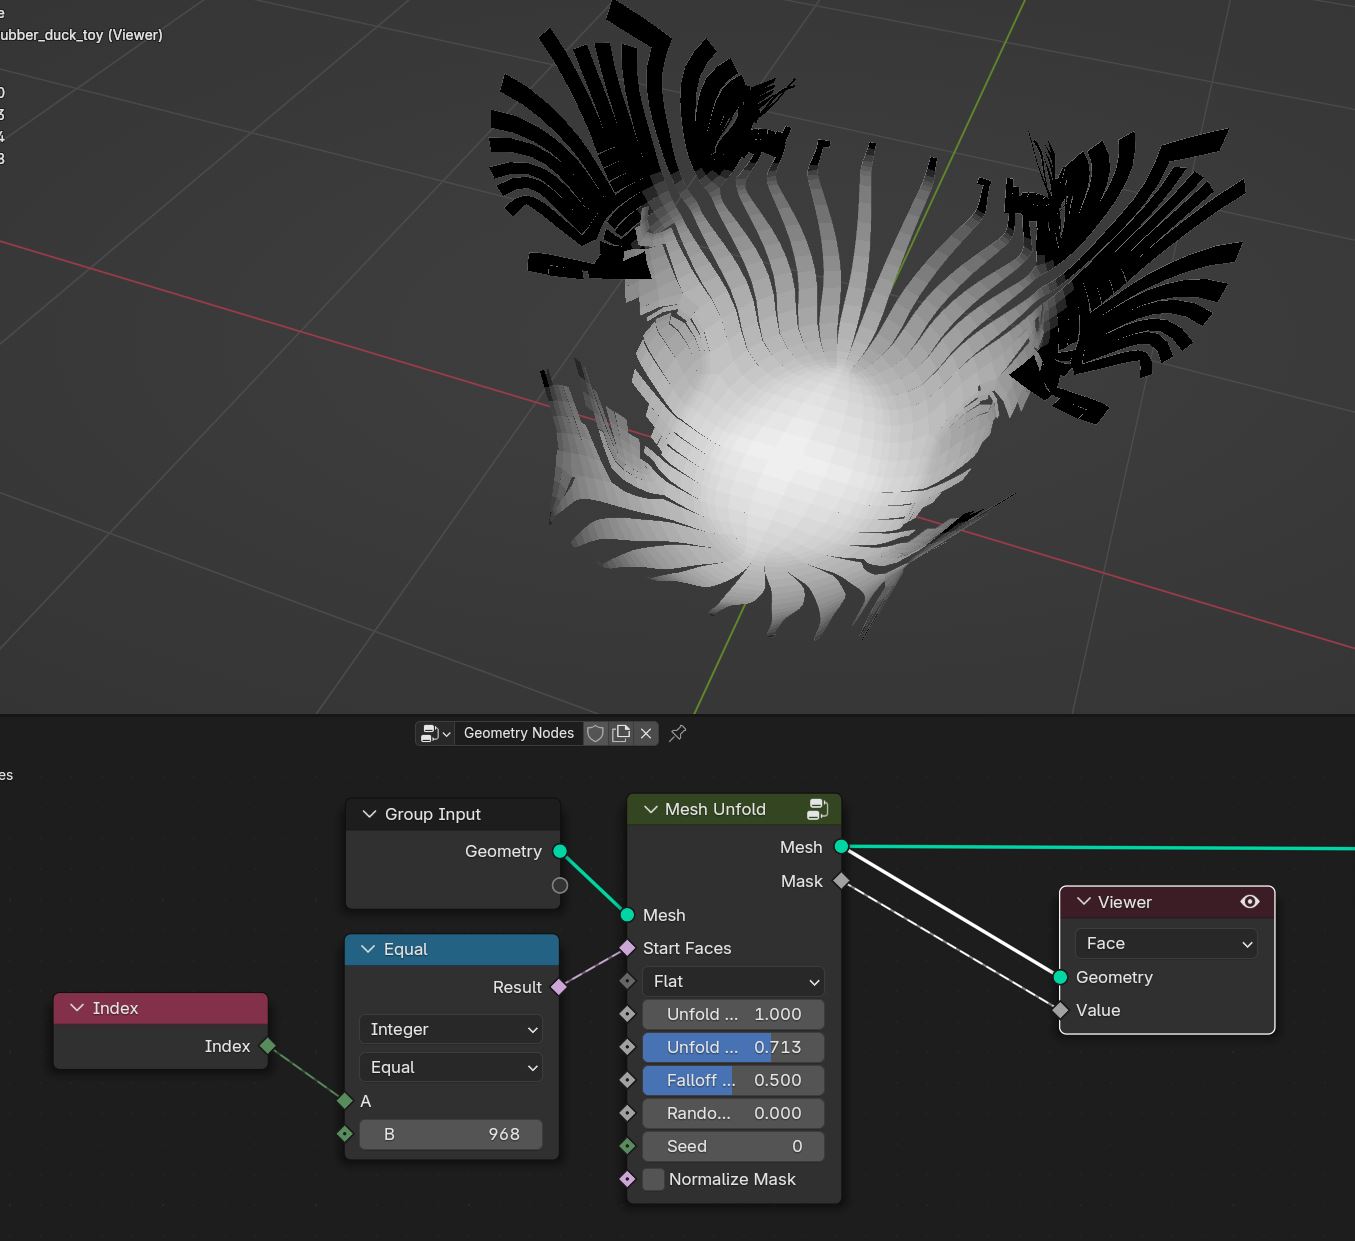 e
ubber_duck_toy (Viewer)
0
3
4
3
Geometry Nodes
es
Group Input
Geometry
Mesh Unfold
Mesh
Mask
Mesh
Start Faces
Flat
Unfold ... 1.000
Unfold ... 0.713
Falloff ... 0.500
Rando... 0.000
Seed 0
Normalize Mask
Equal
Result
Integer
Equal
A
B 968
Index
Index
Viewer
Face
Geometry
Value